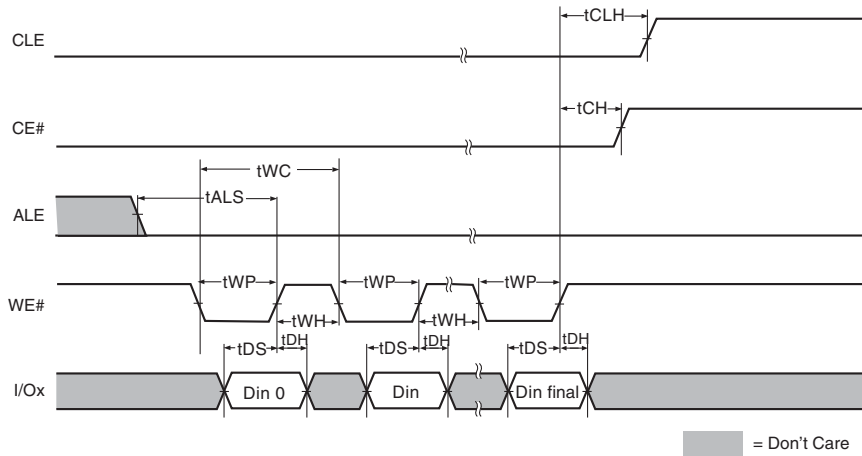 tCLH
CLE
tCH
CE#
tWC
tALS
ALE
tWP tWP tWP
WE#
tWH tWH
tDS tDH tDS tDH tDS tDH
I/Ox Din 0 Din Din final
= Don't Care